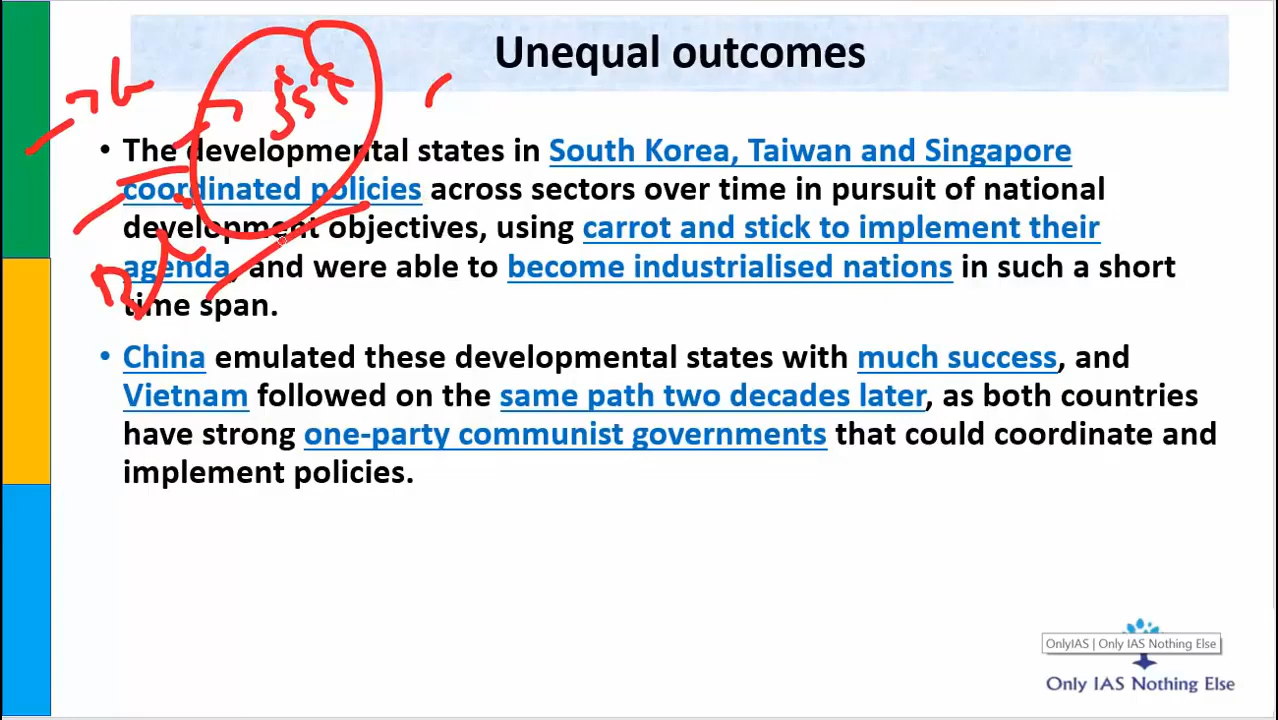 Unequal outcomes
• The developmental states in South Korea, Taiwan and Singapore
coordinated policies across sectors over time in pursuit of national
development objectives, using carrot and stick to implement their
agenda, and were able to become industrialised nations in such a short
time span.
• China emulated these developmental states with much success, and
Vietnam followed on the same path two decades later, as both countries
have strong one-party communist governments that could coordinate and
implement policies.
OnlyIAS | Only IAS Nothing Else
Only IAS Nothing Else